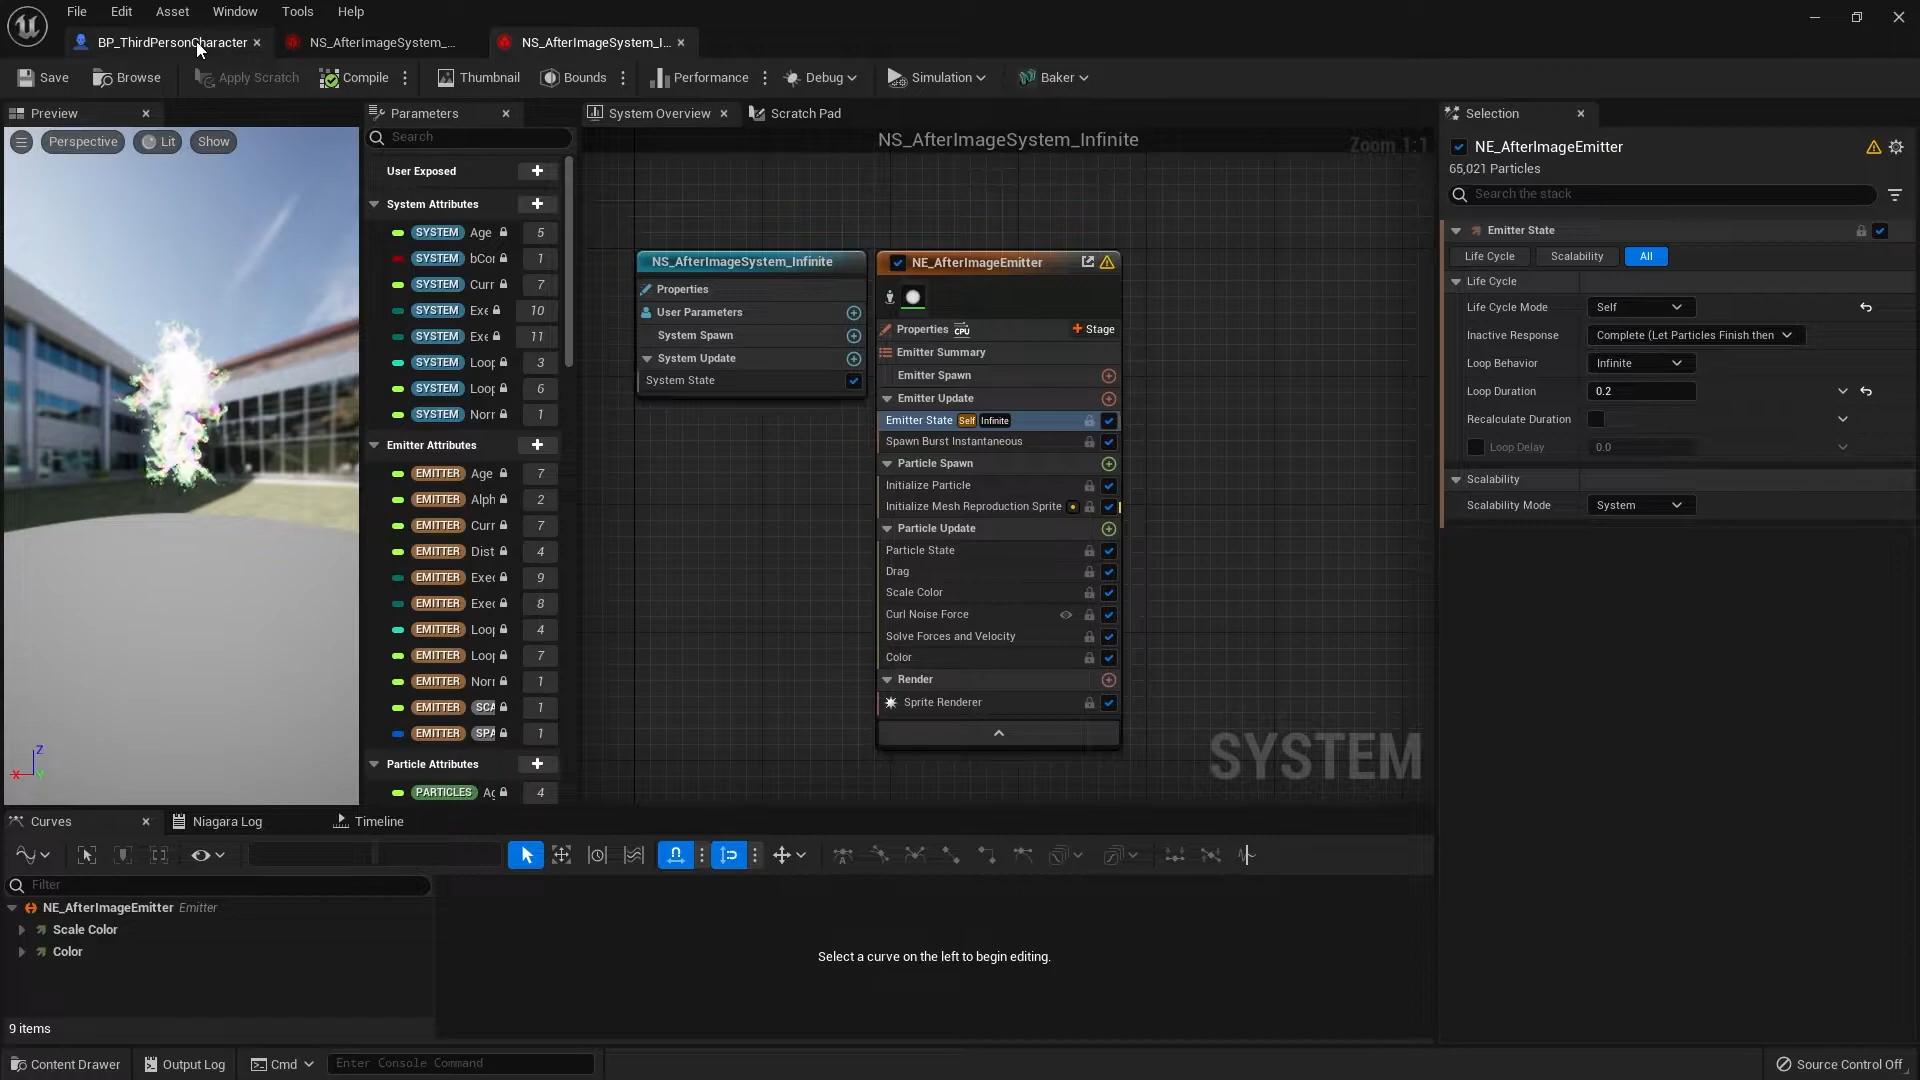 File Edit Asset Window Tools Help
BP_ThirdPersonCharacter NS_AfterImageSystem_... NS_AfterImageSystem_I...
Save Browse Apply Scratch Compile Thumbnail Bounds Performance Debug Simulation Baker
Preview
Perspective Lit Show
Parameters
Search
User Exposed
System Attributes
SYSTEM Age 5
SYSTEM bCor 1
SYSTEM Curr 7
SYSTEM Exe 10
SYSTEM Exe 11
SYSTEM Loop 3
SYSTEM Loop 6
SYSTEM Norr 1
Emitter Attributes
EMITTER Age 7
EMITTER Alph 2
EMITTER Curr 7
EMITTER Dist 4
EMITTER Exec 9
EMITTER Exec 8
EMITTER Loop 4
EMITTER Loop 7
EMITTER Norr 1
EMITTER SCA 1
EMITTER SPA 1
Particle Attributes
PARTICLES Ag 4
System Overview Scratch Pad
NS_AfterImageSystem_Infinite
Zoom 1:1
NS_AfterImageSystem_Infinite
Properties
User Parameters
System Spawn
System Update
System State
NE_AfterImageEmitter
Properties CPU Stage
Emitter Summary
Emitter Spawn
Emitter Update
Emitter State Self Infinite
Spawn Burst Instantaneous
Particle Spawn
Initialize Particle
Initialize Mesh Reproduction Sprite
Particle Update
Particle State
Drag
Scale Color
Curl Noise Force
Solve Forces and Velocity
Color
Render
Sprite Renderer
SYSTEM
Selection
NE_AfterImageEmitter
65,021 Particles
Search the stack
Emitter State
Life Cycle Scalability All
Life Cycle
Life Cycle Mode Self
Inactive Response Complete (Let Particles Finish then
Loop Behavior Infinite
Loop Duration 0.2
Recalculate Duration
Loop Delay 0.0
Scalability
Scalability Mode System
Z
X
Y
Curves Niagara Log Timeline
Filter
NE_AfterImageEmitter Emitter
Scale Color
Color
Select a curve on the left to begin editing.
9 items
Content Drawer Output Log Cmd Enter Console Command Source Control Off